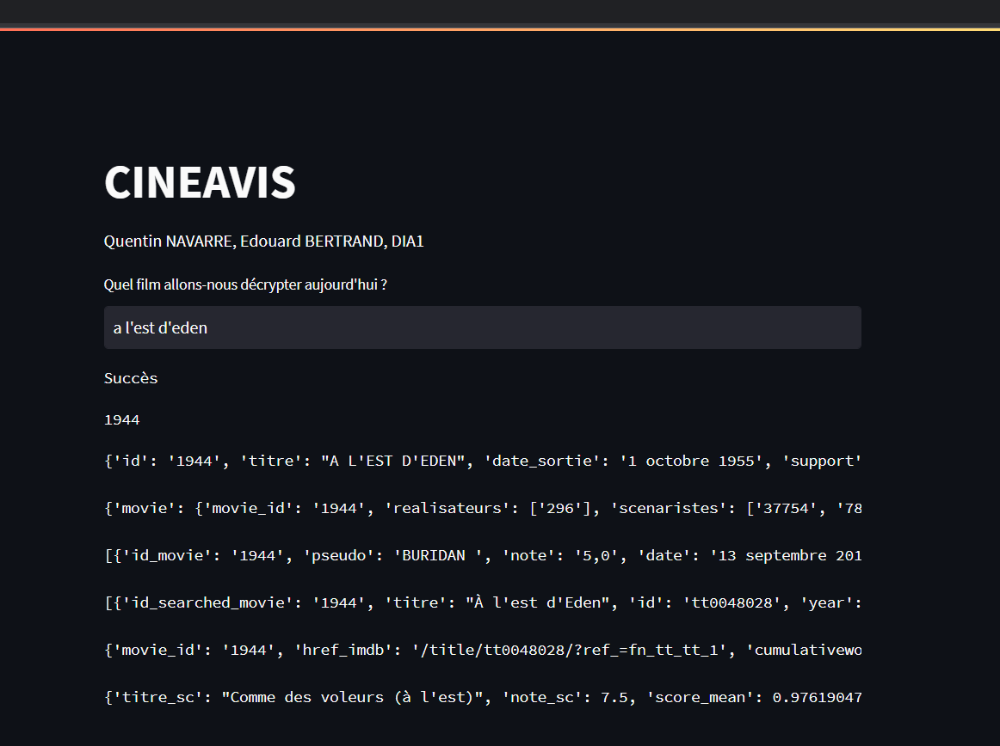 CINEAVIS
Quentin NAVARRE, Edouard BERTRAND, DIA1
Quel film allons-nous décrypter aujourd'hui ?
a l'est d'eden
Succès
1944
{'id': '1944', 'titre': "A L'EST D'EDEN", 'date_sortie': '1 octobre 1955', 'support'
{'movie': {'movie_id': '1944', 'realisateurs': ['296'], 'scenaristes': ['37754', '78
[{'id_movie': '1944', 'pseudo': 'BURIDAN ', 'note': '5,0', 'date': '13 septembre 201
[{'id_searched_movie': '1944', 'titre': "À l'est d'Eden", 'id': 'tt0048028', 'year':
{'movie_id': '1944', 'href_imdb': '/title/tt0048028/?ref_=fn_tt_tt_1', 'cumulativewo
{'titre_sc': "Comme des voleurs (à l'est)", 'note_sc': 7.5, 'score_mean': 0.97619047